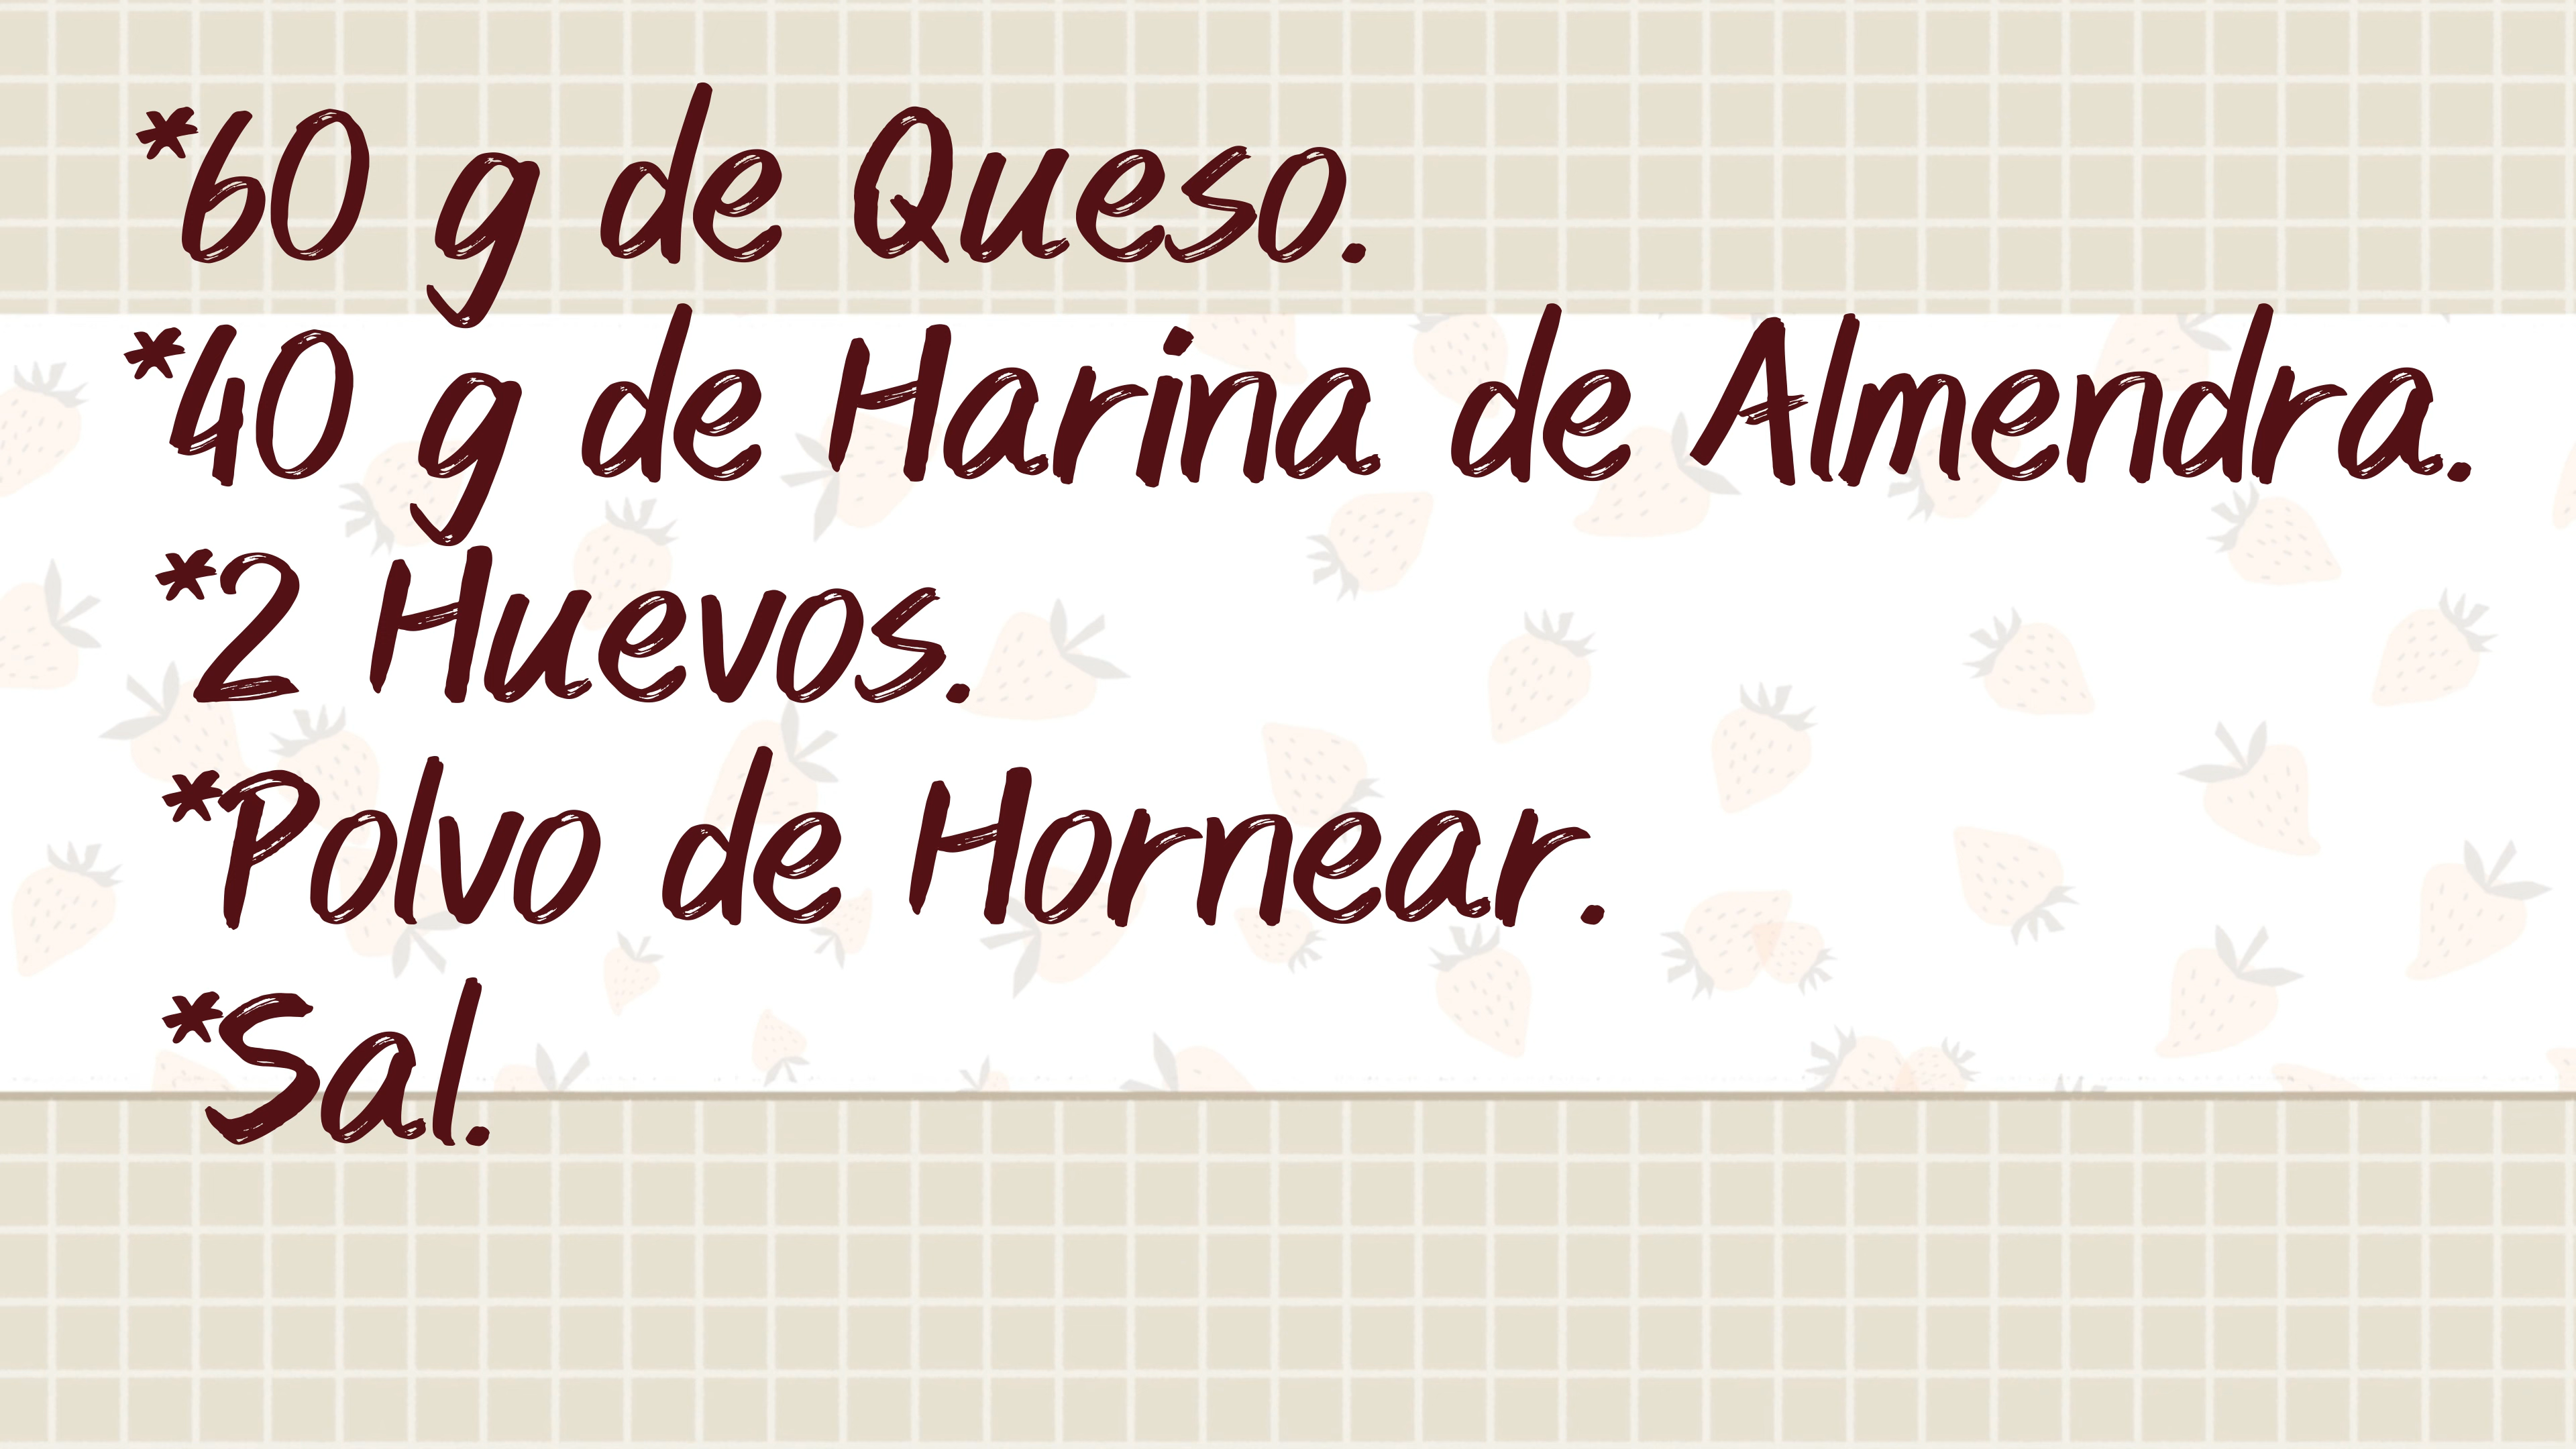 *60 g de Queso.
*40 g de Harina de Almendra.
*2 Huevos.
*Polvo de Hornear.
*Sal.